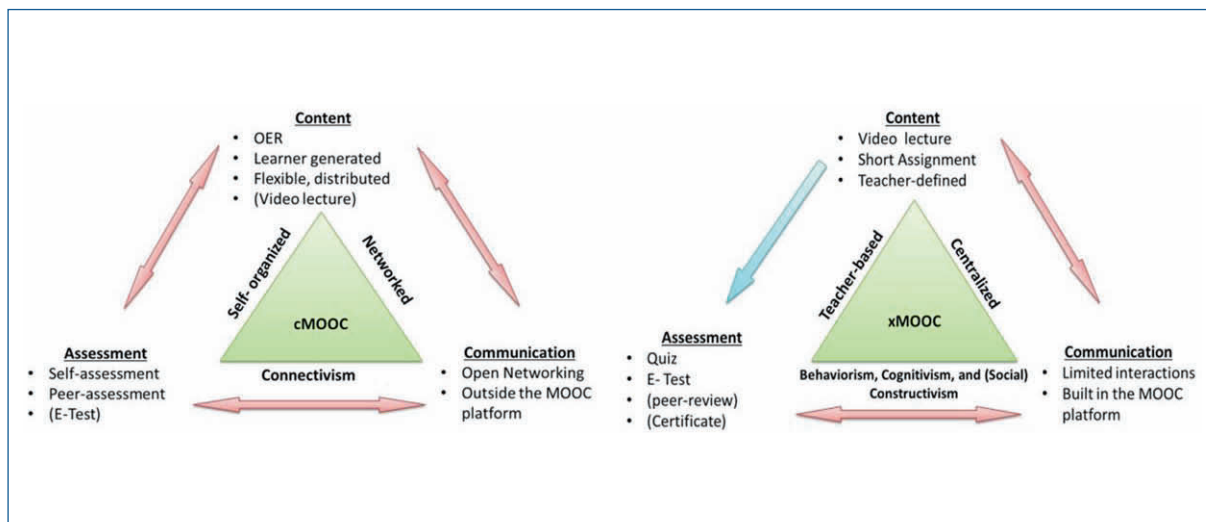 Content
• OER
• Learner generated
• Flexible, distributed
• (Video lecture)
Self- organized
Networked
cMOOC
Assessment
• Self-assessment
• Peer-assessment
• (E-Test)
Connectivism
Communication
• Open Networking
• Outside the MOOC
platform
Content
• Video lecture
• Short Assignment
• Teacher-defined
Teacher-based
Centralized
xMOOC
Assessment
• Quiz
• E- Test
• (peer-review)
• (Certificate)
Behaviorism, Cognitivism, and (Social)
Constructivism
Communication
• Limited interactions
• Built in the MOOC
platform